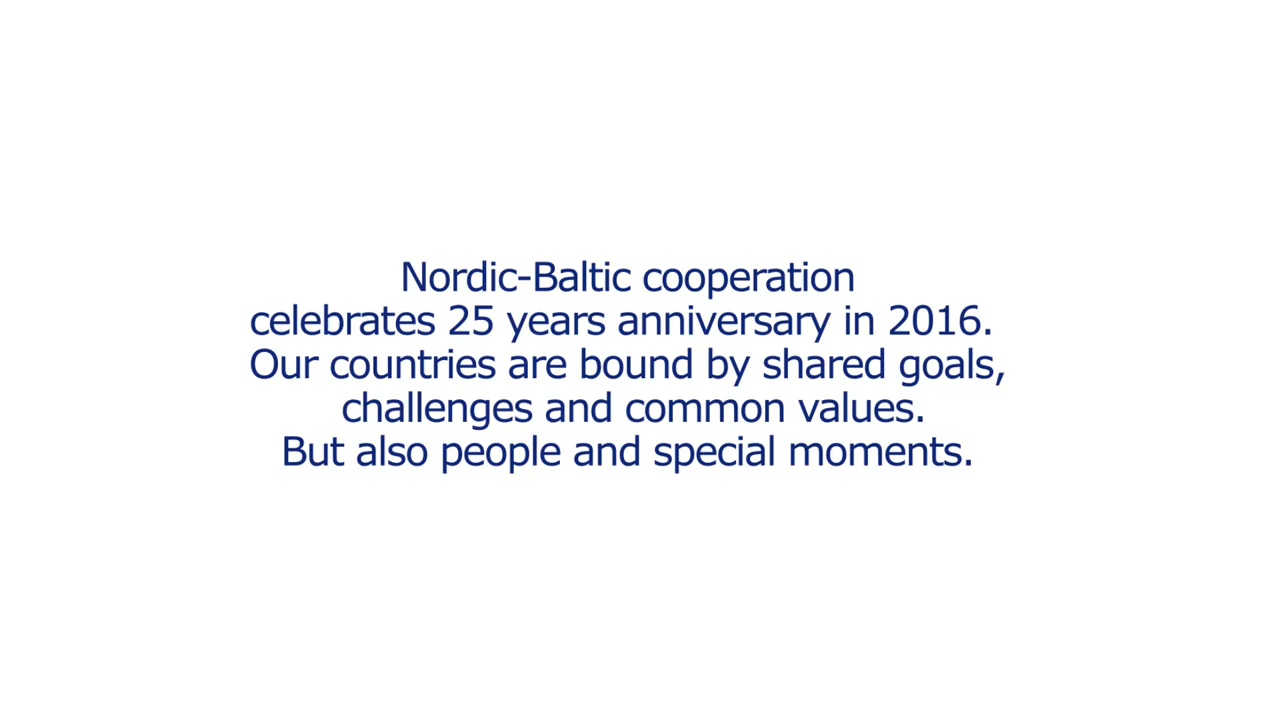 Nordic-Baltic cooperation
celebrates 25 years anniversary in 2016.
Our countries are bound by shared goals,
challenges and common values.
But also people and special moments.